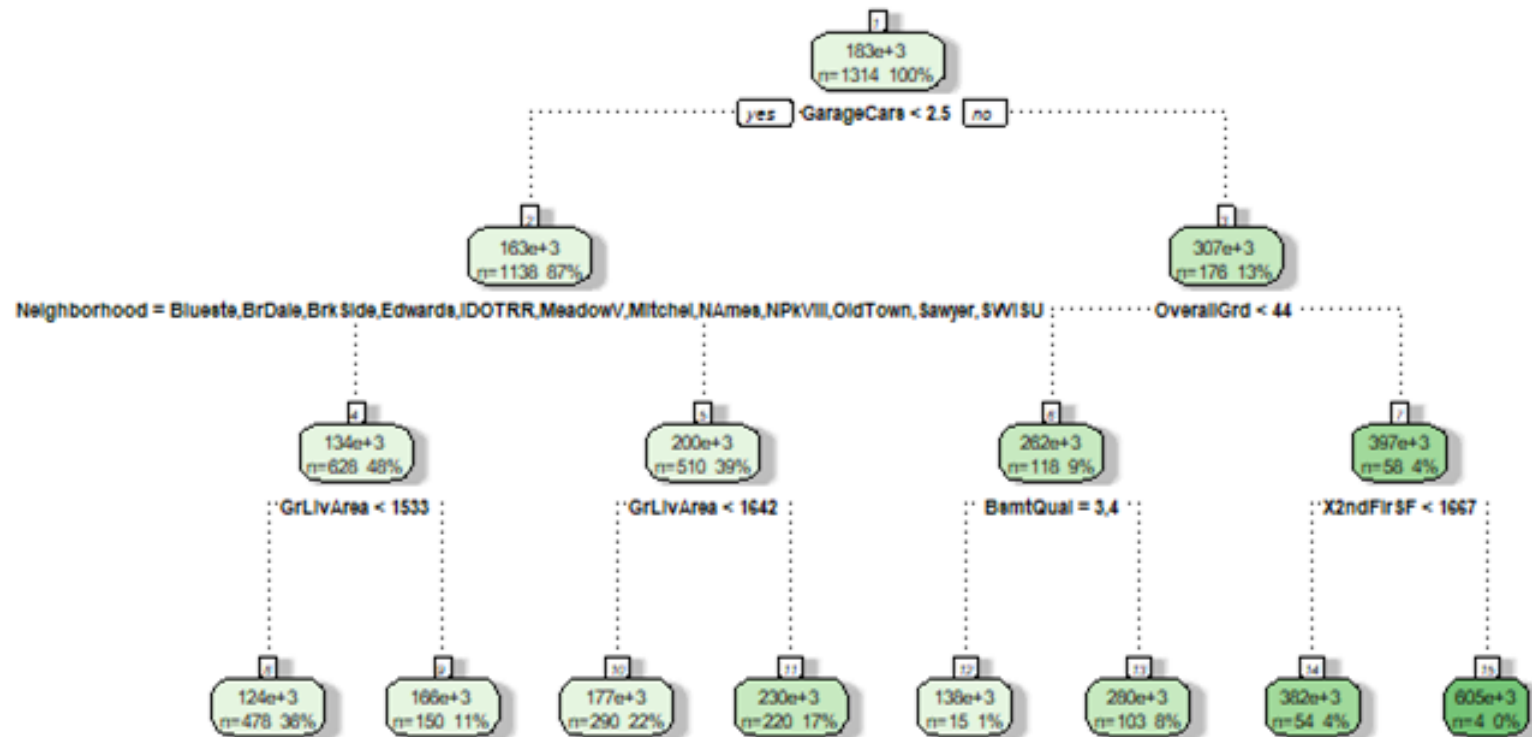 1
183e+3
n=1314 100%
yes GarageCars < 2.5 no
2 3
163e+3 307e+3
n=1138 87% n=176 13%
Neighborhood = Blueste,BrDale,BrkSide,Edwards,IDOTRR,MeadowV,Mitchel,NAmes,NPkVill,OldTown,Sawyer,SWISU OverallGrd < 44
4 5 6 7
134e+3 200e+3 262e+3 397e+3
n=628 48% n=510 39% n=118 9% n=58 4%
GrLivArea < 1533 GrLivArea < 1642 BsmtQual = 3,4 X2ndFlrSF < 1667
8 9 10 11 12 13 14 15
124e+3 166e+3 177e+3 230e+3 138e+3 280e+3 382e+3 605e+3
n=478 36% n=150 11% n=290 22% n=220 17% n=15 1% n=103 8% n=54 4% n=4 0%